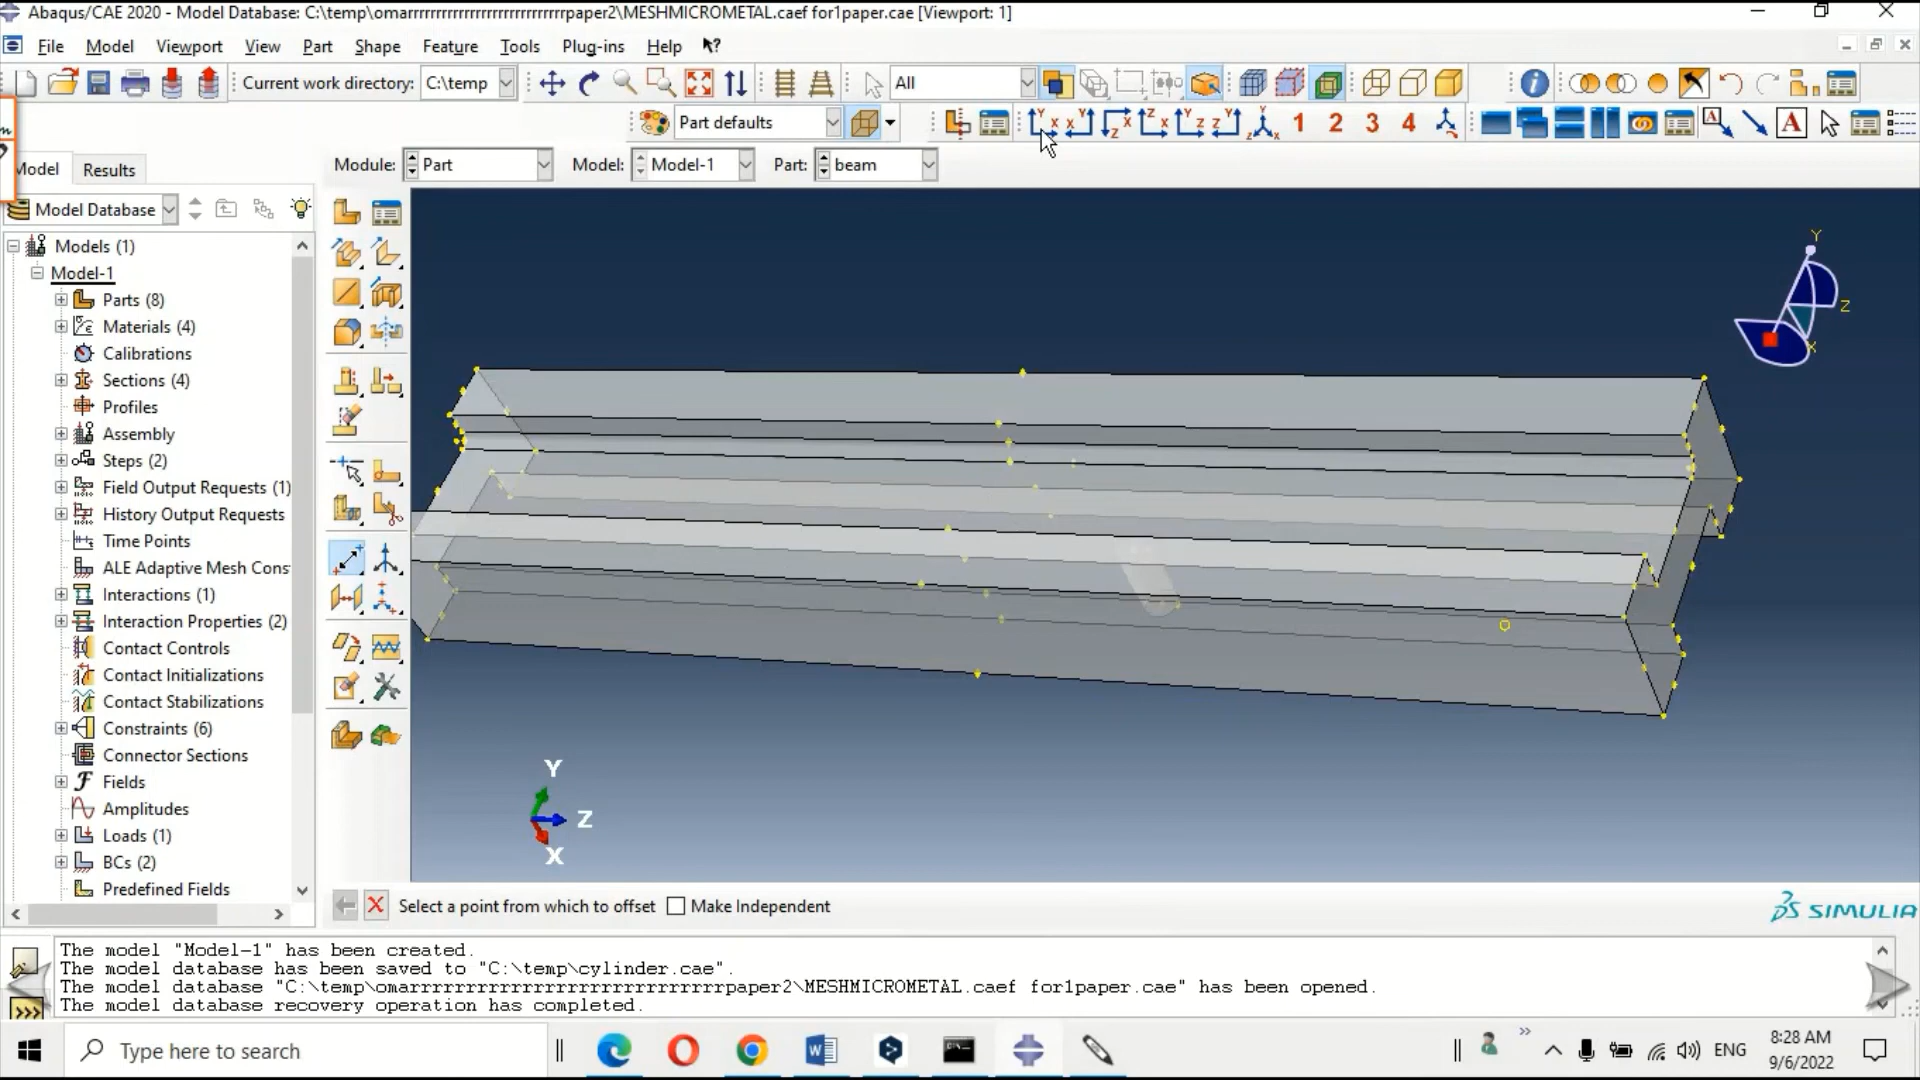 Abaqus/CAE 2020 - Model Database: C:\temp\omarrrrrrrrrrrrrrrrrrrrrrrrrrrrpaper2\MESHMICROMETAL.caef for1paper.cae [Viewport: 1]
File Model Viewport View Part Shape Feature Tools Plug-ins Help ?
Current work directory: C:\temp All
Part defaults 1 2 3 4 A
Module: Part Model: Model-1 Part: beam
Model Results
Model Database
Models (1)
Model-1
Parts (8)
Materials (4)
Calibrations
Sections (4)
Profiles
Assembly
Steps (2)
Field Output Requests (1)
History Output Requests
Time Points
ALE Adaptive Mesh Cons
Interactions (1)
Interaction Properties (2)
Contact Controls
Contact Initializations
Contact Stabilizations
Constraints (6)
Connector Sections
Fields
Amplitudes
Loads (1)
BCs (2)
Predefined Fields
Y
Z
X
Y
Z
X
Select a point from which to offset Make Independent
SIMULIA
The model "Model-1" has been created.
The model database has been saved to "C:\temp\cylinder.cae".
The model database "C:\temp\omarrrrrrrrrrrrrrrrrrrrrrrrrrrrpaper2\MESHMICROMETAL.caef for1paper.cae" has been opened.
The model database recovery operation has completed.
Type here to search
ENG
8:28 AM
9/6/2022